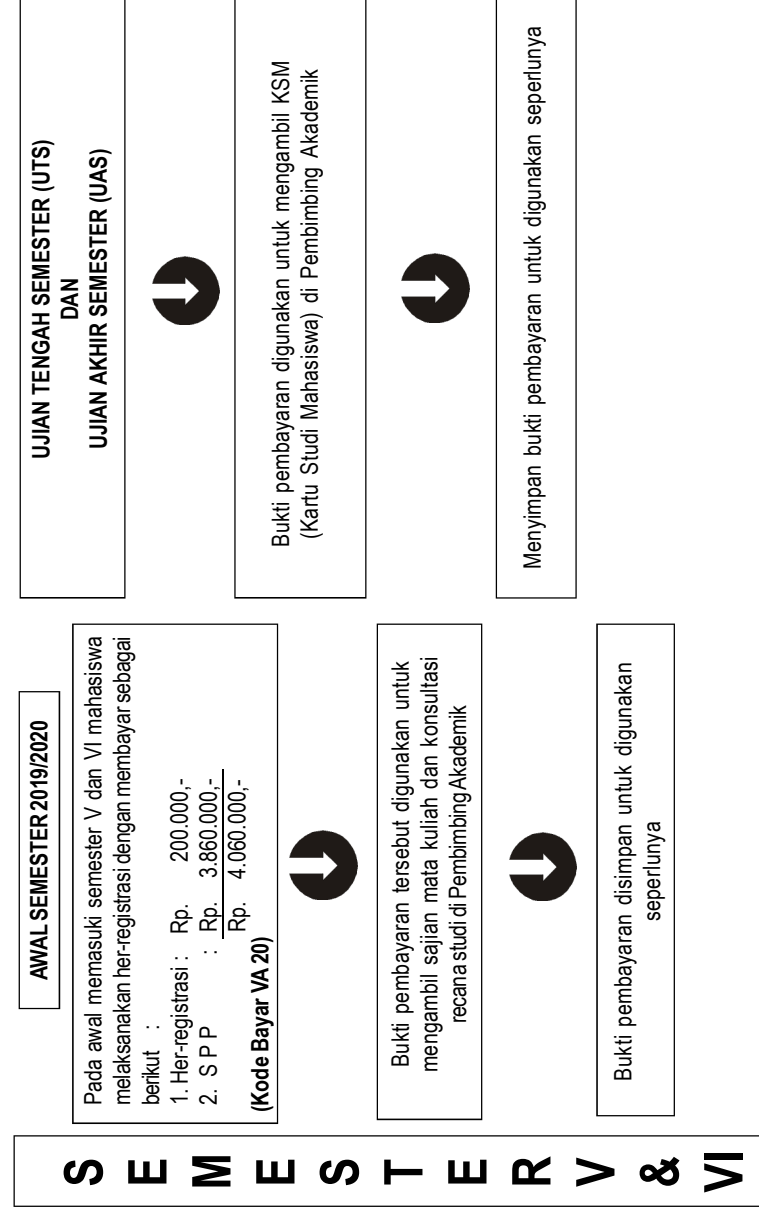 SEMESTER V & VI
AWAL SEMESTER 2019/2020
Pada awal memasuki semester V dan VI mahasiswa
melaksanakan her-registrasi dengan membayar sebagai
berikut :
1. Her-registrasi : Rp. 200.000,-
2. S P P : Rp. 3.860.000,-
Rp. 4.060.000,-
(Kode Bayar VA 20)
Bukti pembayaran tersebut digunakan untuk
mengambil sajian mata kuliah dan konsultasi
recana studi di Pembimbing Akademik
Bukti pembayaran disimpan untuk digunakan
seperlunya
UJIAN TENGAH SEMESTER (UTS)
DAN
UJIAN AKHIR SEMESTER (UAS)
Bukti pembayaran digunakan untuk mengambil KSM
(Kartu Studi Mahasiswa) di Pembimbing Akademik
Menyimpan bukti pembayaran untuk digunakan seperlunya